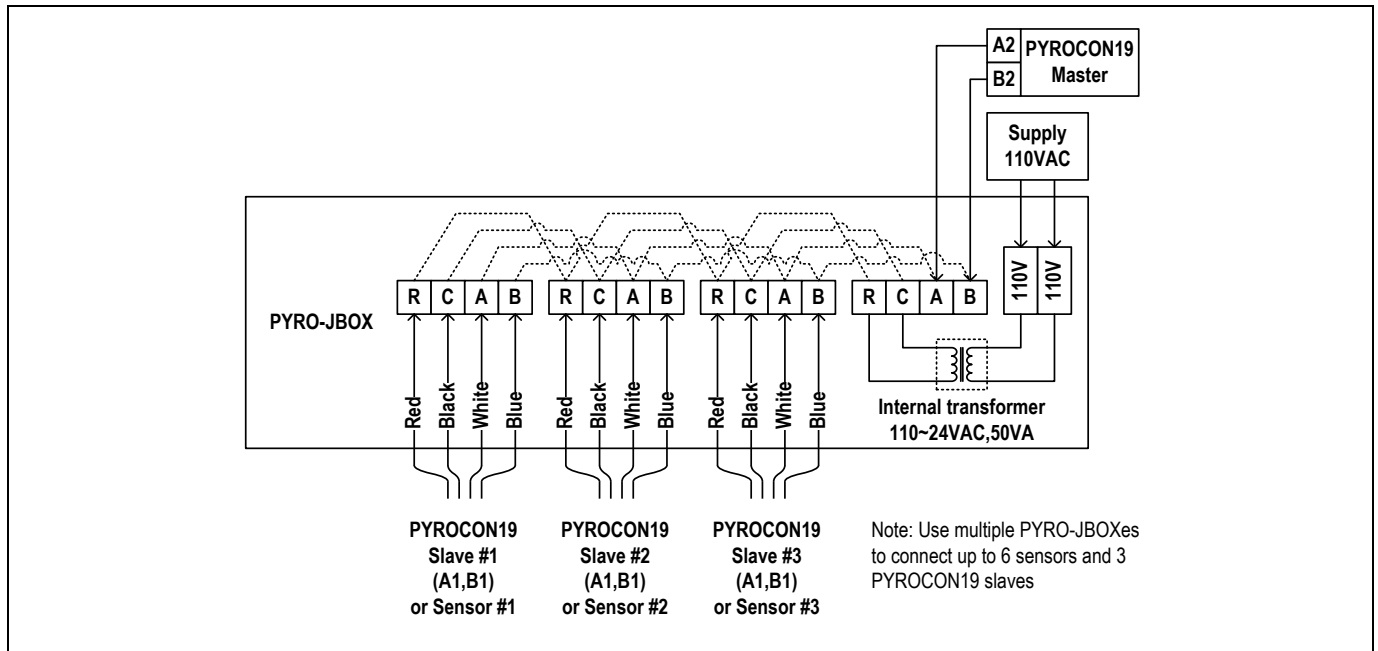 A2
PYROCON19
Master
B2
Supply
110VAC
PYRO-JBOX
R C A B
R C A B
R C A B
R C A B
110V
110V
Red
Black
White
Blue
Red
Black
White
Blue
Red
Black
White
Blue
Internal transformer
110~24VAC,50VA
PYROCON19
Slave #1
(A1,B1)
or Sensor #1
PYROCON19
Slave #2
(A1,B1)
or Sensor #2
PYROCON19
Slave #3
(A1,B1)
or Sensor #3
Note: Use multiple PYRO-JBOXes
to connect up to 6 sensors and 3
PYROCON19 slaves